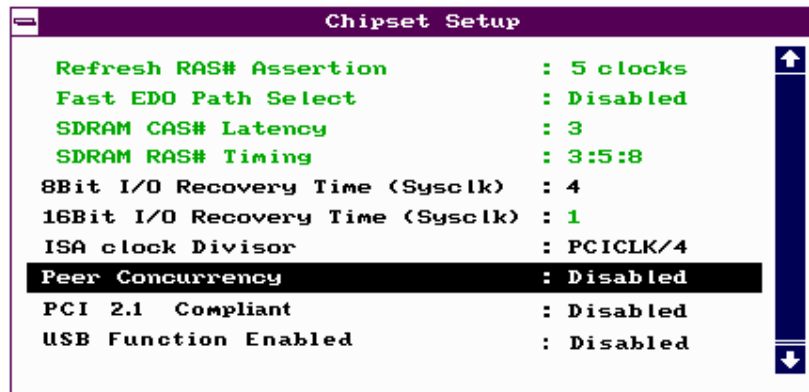 Chipset Setup
Refresh RAS# Assertion : 5 clocks
Fast EDO Path Select : Disabled
SDRAM CAS# Latency : 3
SDRAM RAS# Timing : 3:5:8
8Bit I/O Recovery Time (Sysclk) : 4
16Bit I/O Recovery Time (Sysclk) : 1
ISA clock Divisor : PCICLK/4
Peer Concurrency : Disabled
PCI 2.1 Compliant : Disabled
USB Function Enabled : Disabled